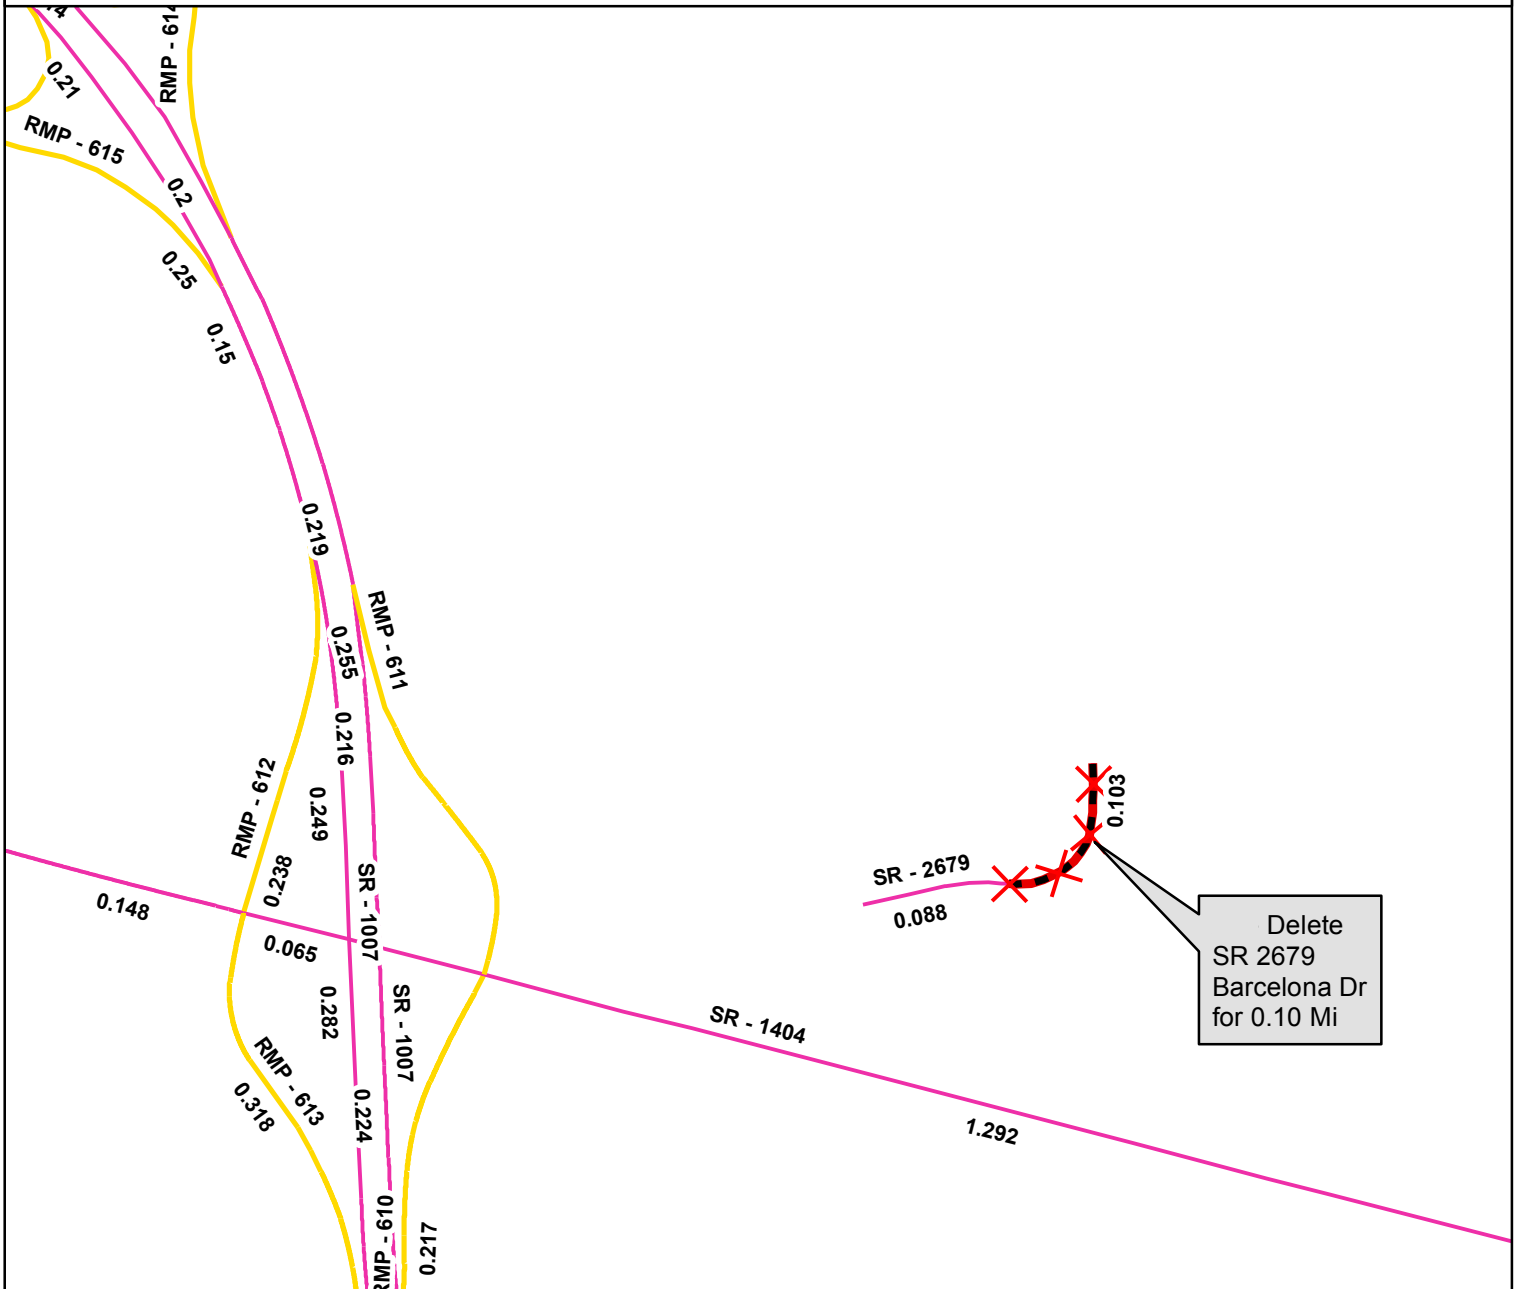 RMP - 614
0.21
RMP - 615
0.2
0.25
0.15
0.219
RMP - 611
0.255
0.216
RMP - 612
0.249
0.238
0.148
0.065
SR - 1007
0.282
SR - 1007
RMP - 613
0.318
0.224
RMP - 610
0.217
SR - 1404
1.292
SR - 2679
0.088
0.103
Delete
SR 2679
Barcelona Dr
for 0.10 Mi